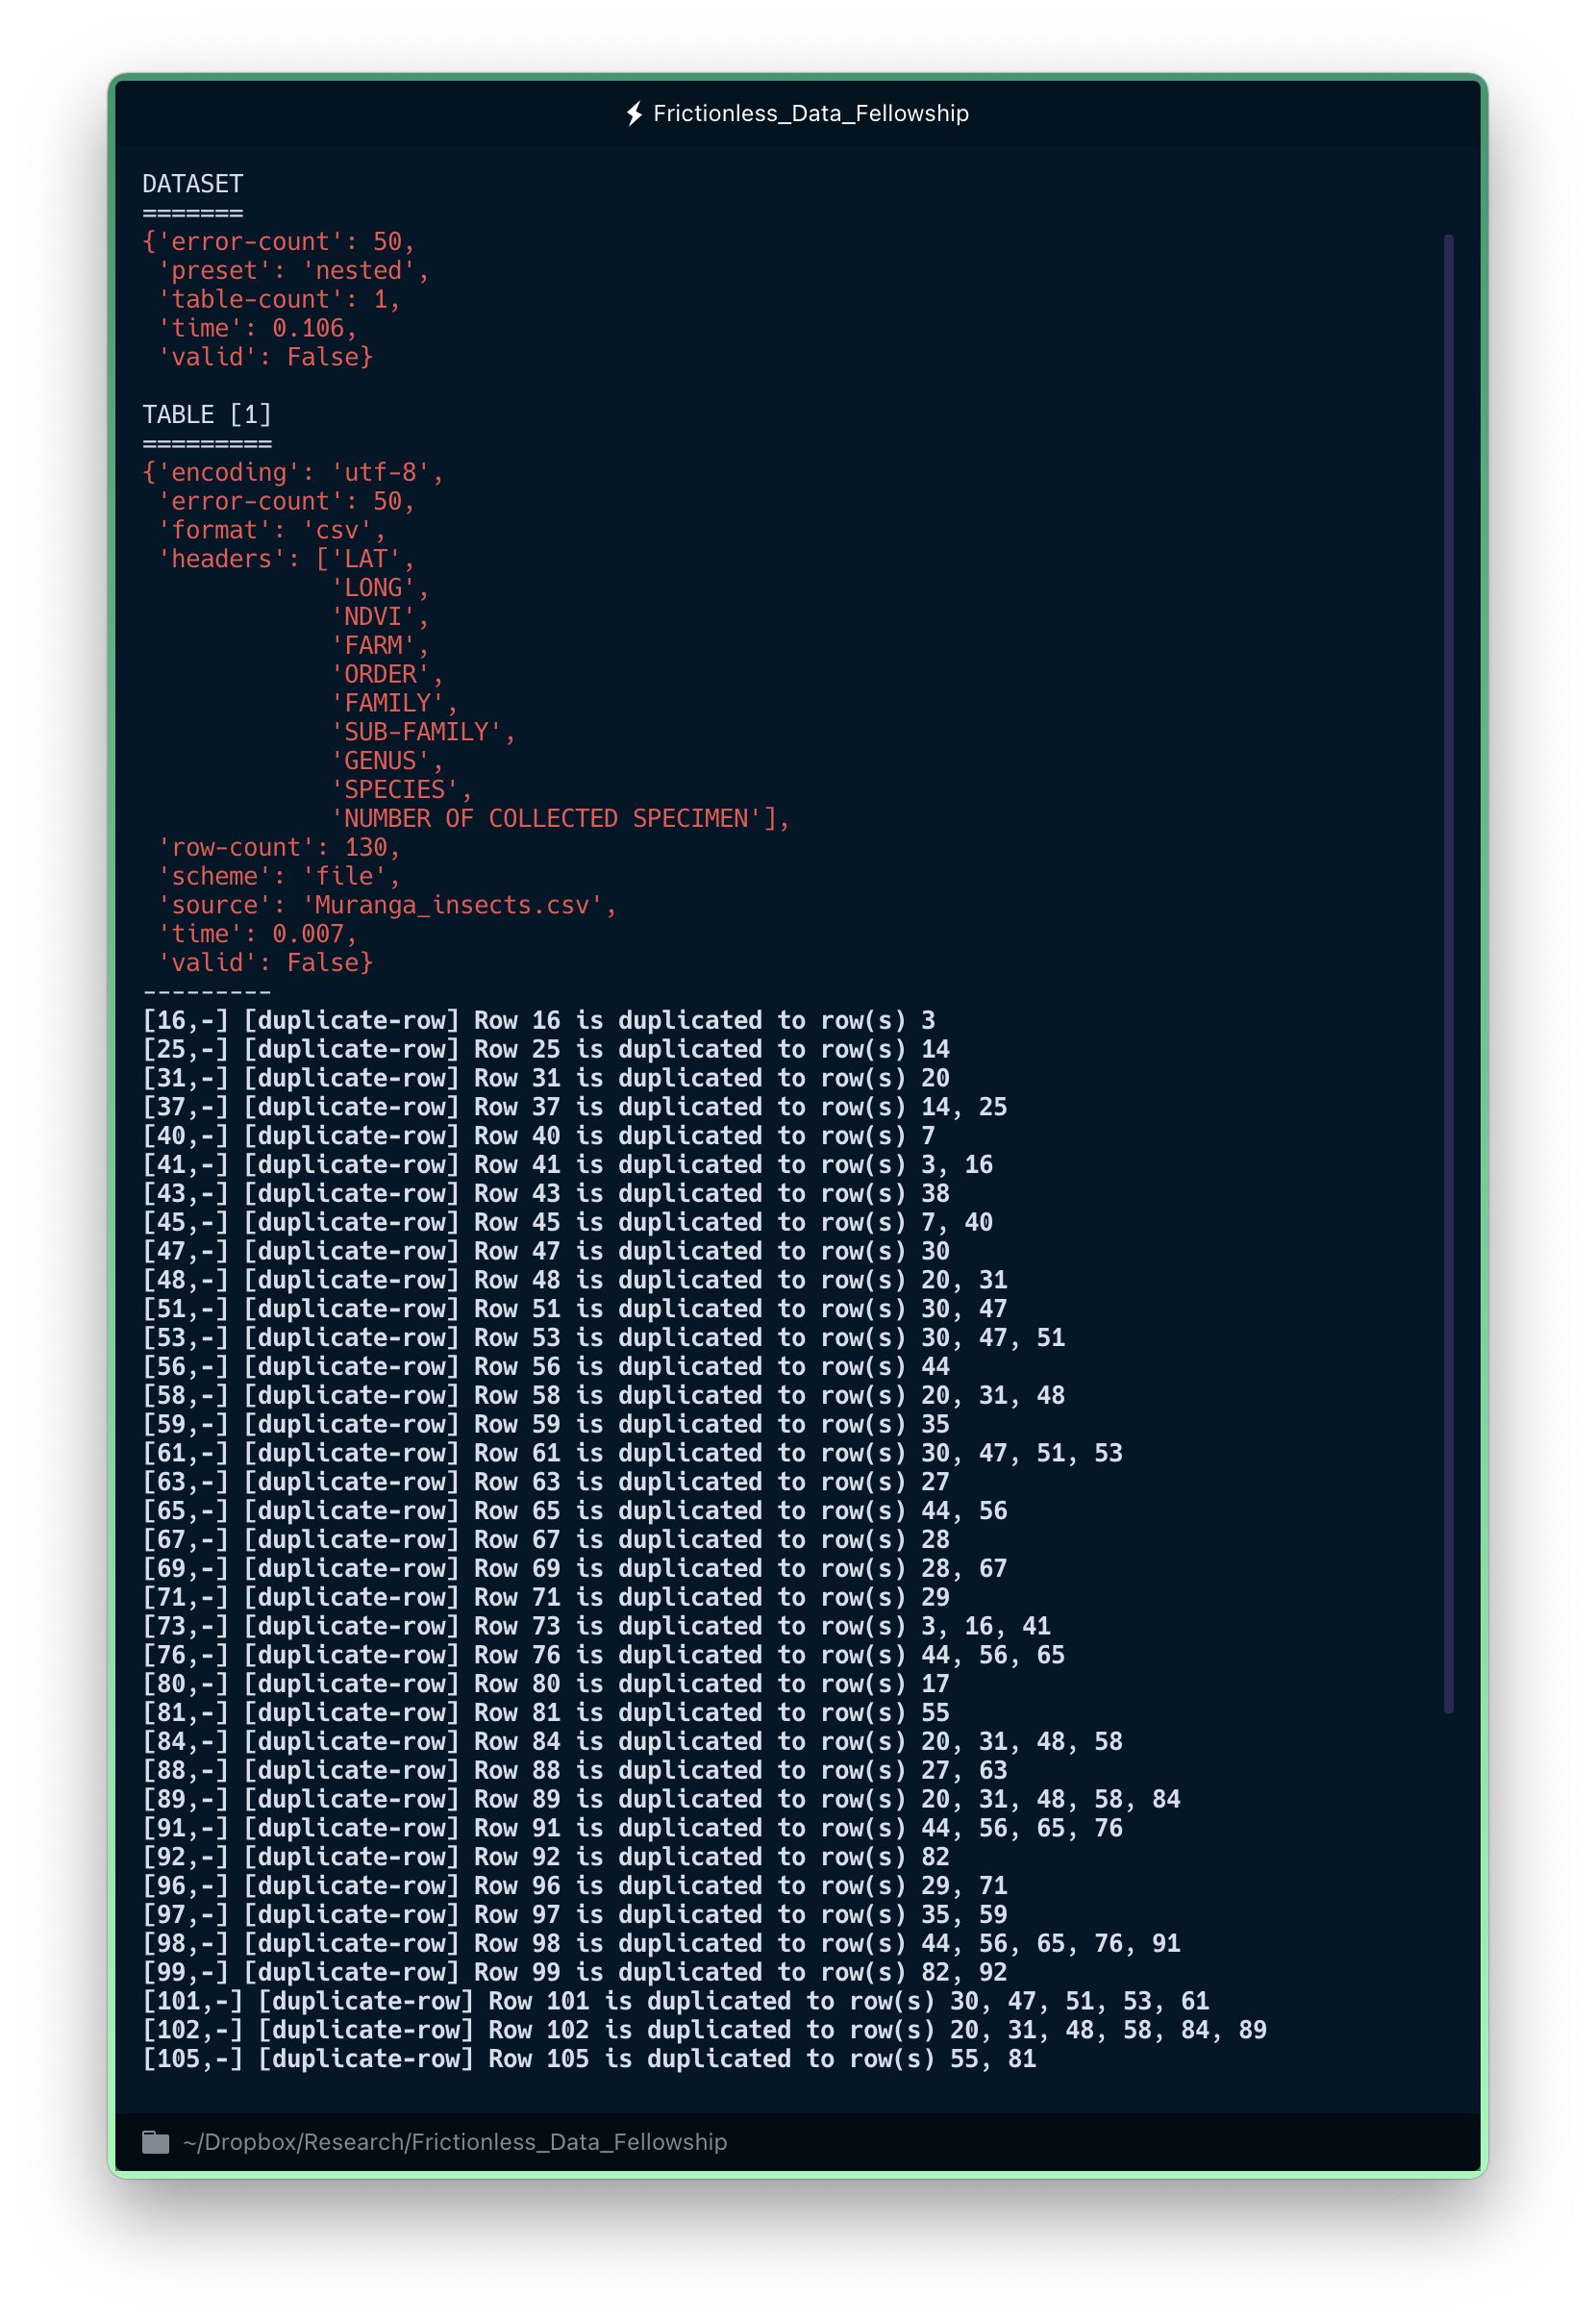 Frictionless_Data_Fellowship
DATASET
=======
{'error-count': 50,
 'preset': 'nested',
 'table-count': 1,
 'time': 0.106,
 'valid': False}
TABLE [1]
=========
{'encoding': 'utf-8',
 'error-count': 50,
 'format': 'csv',
 'headers': ['LAT',
             'LONG',
             'NDVI',
             'FARM',
             'ORDER',
             'FAMILY',
             'SUB-FAMILY',
             'GENUS',
             'SPECIES',
             'NUMBER OF COLLECTED SPECIMEN'],
 'row-count': 130,
 'scheme': 'file',
 'source': 'Muranga_insects.csv',
 'time': 0.007,
 'valid': False}
---------
[16,-] [duplicate-row] Row 16 is duplicated to row(s) 3
[25,-] [duplicate-row] Row 25 is duplicated to row(s) 14
[31,-] [duplicate-row] Row 31 is duplicated to row(s) 20
[37,-] [duplicate-row] Row 37 is duplicated to row(s) 14, 25
[40,-] [duplicate-row] Row 40 is duplicated to row(s) 7
[41,-] [duplicate-row] Row 41 is duplicated to row(s) 3, 16
[43,-] [duplicate-row] Row 43 is duplicated to row(s) 38
[45,-] [duplicate-row] Row 45 is duplicated to row(s) 7, 40
[47,-] [duplicate-row] Row 47 is duplicated to row(s) 30
[48,-] [duplicate-row] Row 48 is duplicated to row(s) 20, 31
[51,-] [duplicate-row] Row 51 is duplicated to row(s) 30, 47
[53,-] [duplicate-row] Row 53 is duplicated to row(s) 30, 47, 51
[56,-] [duplicate-row] Row 56 is duplicated to row(s) 44
[58,-] [duplicate-row] Row 58 is duplicated to row(s) 20, 31, 48
[59,-] [duplicate-row] Row 59 is duplicated to row(s) 35
[61,-] [duplicate-row] Row 61 is duplicated to row(s) 30, 47, 51, 53
[63,-] [duplicate-row] Row 63 is duplicated to row(s) 27
[65,-] [duplicate-row] Row 65 is duplicated to row(s) 44, 56
[67,-] [duplicate-row] Row 67 is duplicated to row(s) 28
[69,-] [duplicate-row] Row 69 is duplicated to row(s) 28, 67
[71,-] [duplicate-row] Row 71 is duplicated to row(s) 29
[73,-] [duplicate-row] Row 73 is duplicated to row(s) 3, 16, 41
[76,-] [duplicate-row] Row 76 is duplicated to row(s) 44, 56, 65
[80,-] [duplicate-row] Row 80 is duplicated to row(s) 17
[81,-] [duplicate-row] Row 81 is duplicated to row(s) 55
[84,-] [duplicate-row] Row 84 is duplicated to row(s) 20, 31, 48, 58
[88,-] [duplicate-row] Row 88 is duplicated to row(s) 27, 63
[89,-] [duplicate-row] Row 89 is duplicated to row(s) 20, 31, 48, 58, 84
[91,-] [duplicate-row] Row 91 is duplicated to row(s) 44, 56, 65, 76
[92,-] [duplicate-row] Row 92 is duplicated to row(s) 82
[96,-] [duplicate-row] Row 96 is duplicated to row(s) 29, 71
[97,-] [duplicate-row] Row 97 is duplicated to row(s) 35, 59
[98,-] [duplicate-row] Row 98 is duplicated to row(s) 44, 56, 65, 76, 91
[99,-] [duplicate-row] Row 99 is duplicated to row(s) 82, 92
[101,-] [duplicate-row] Row 101 is duplicated to row(s) 30, 47, 51, 53, 61
[102,-] [duplicate-row] Row 102 is duplicated to row(s) 20, 31, 48, 58, 84, 89
[105,-] [duplicate-row] Row 105 is duplicated to row(s) 55, 81
~/Dropbox/Research/Frictionless_Data_Fellowship